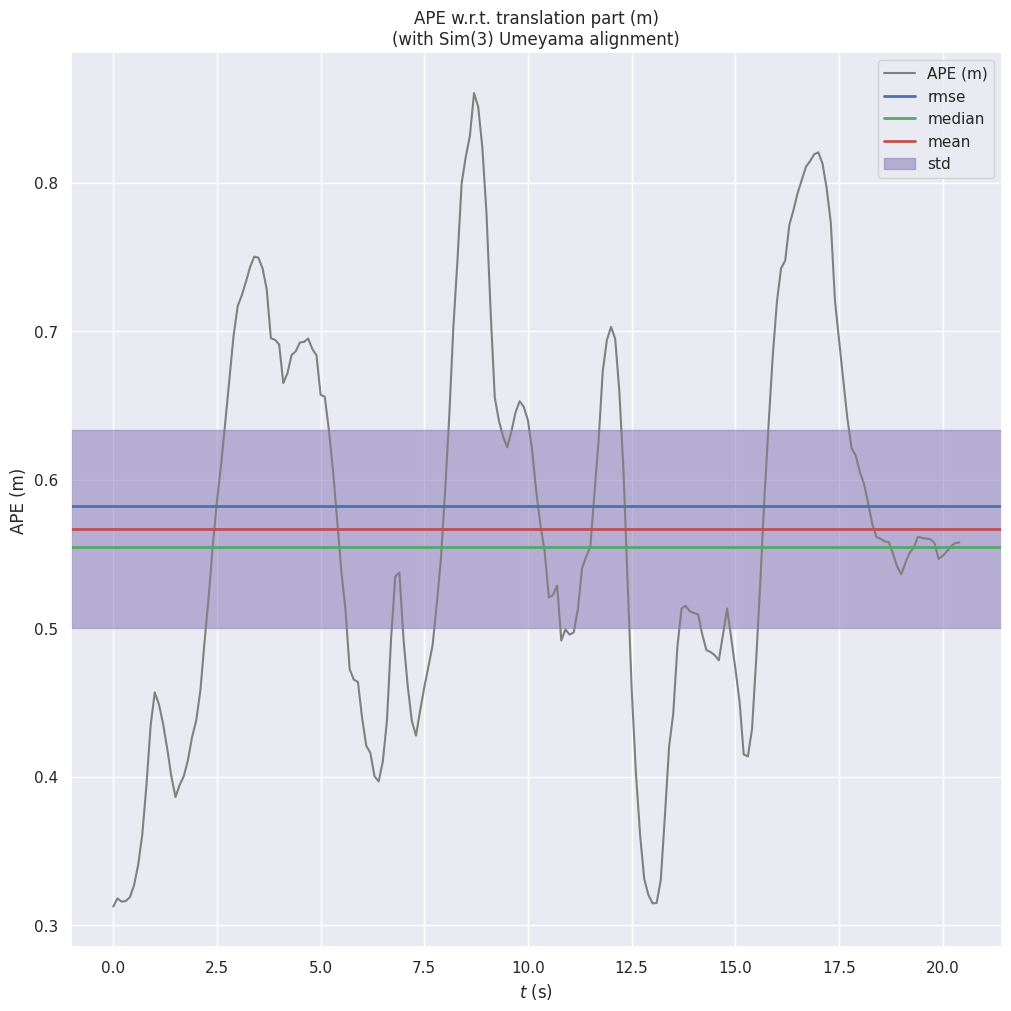 APE w.r.t. translation part (m)
(with Sim(3) Umeyama alignment)
APE (m)
rmse
median
mean
std
APE (m)
0.8
0.7
0.6
0.5
0.4
0.3
0.0 2.5 5.0 7.5 10.0 12.5 15.0 17.5 20.0
t (s)